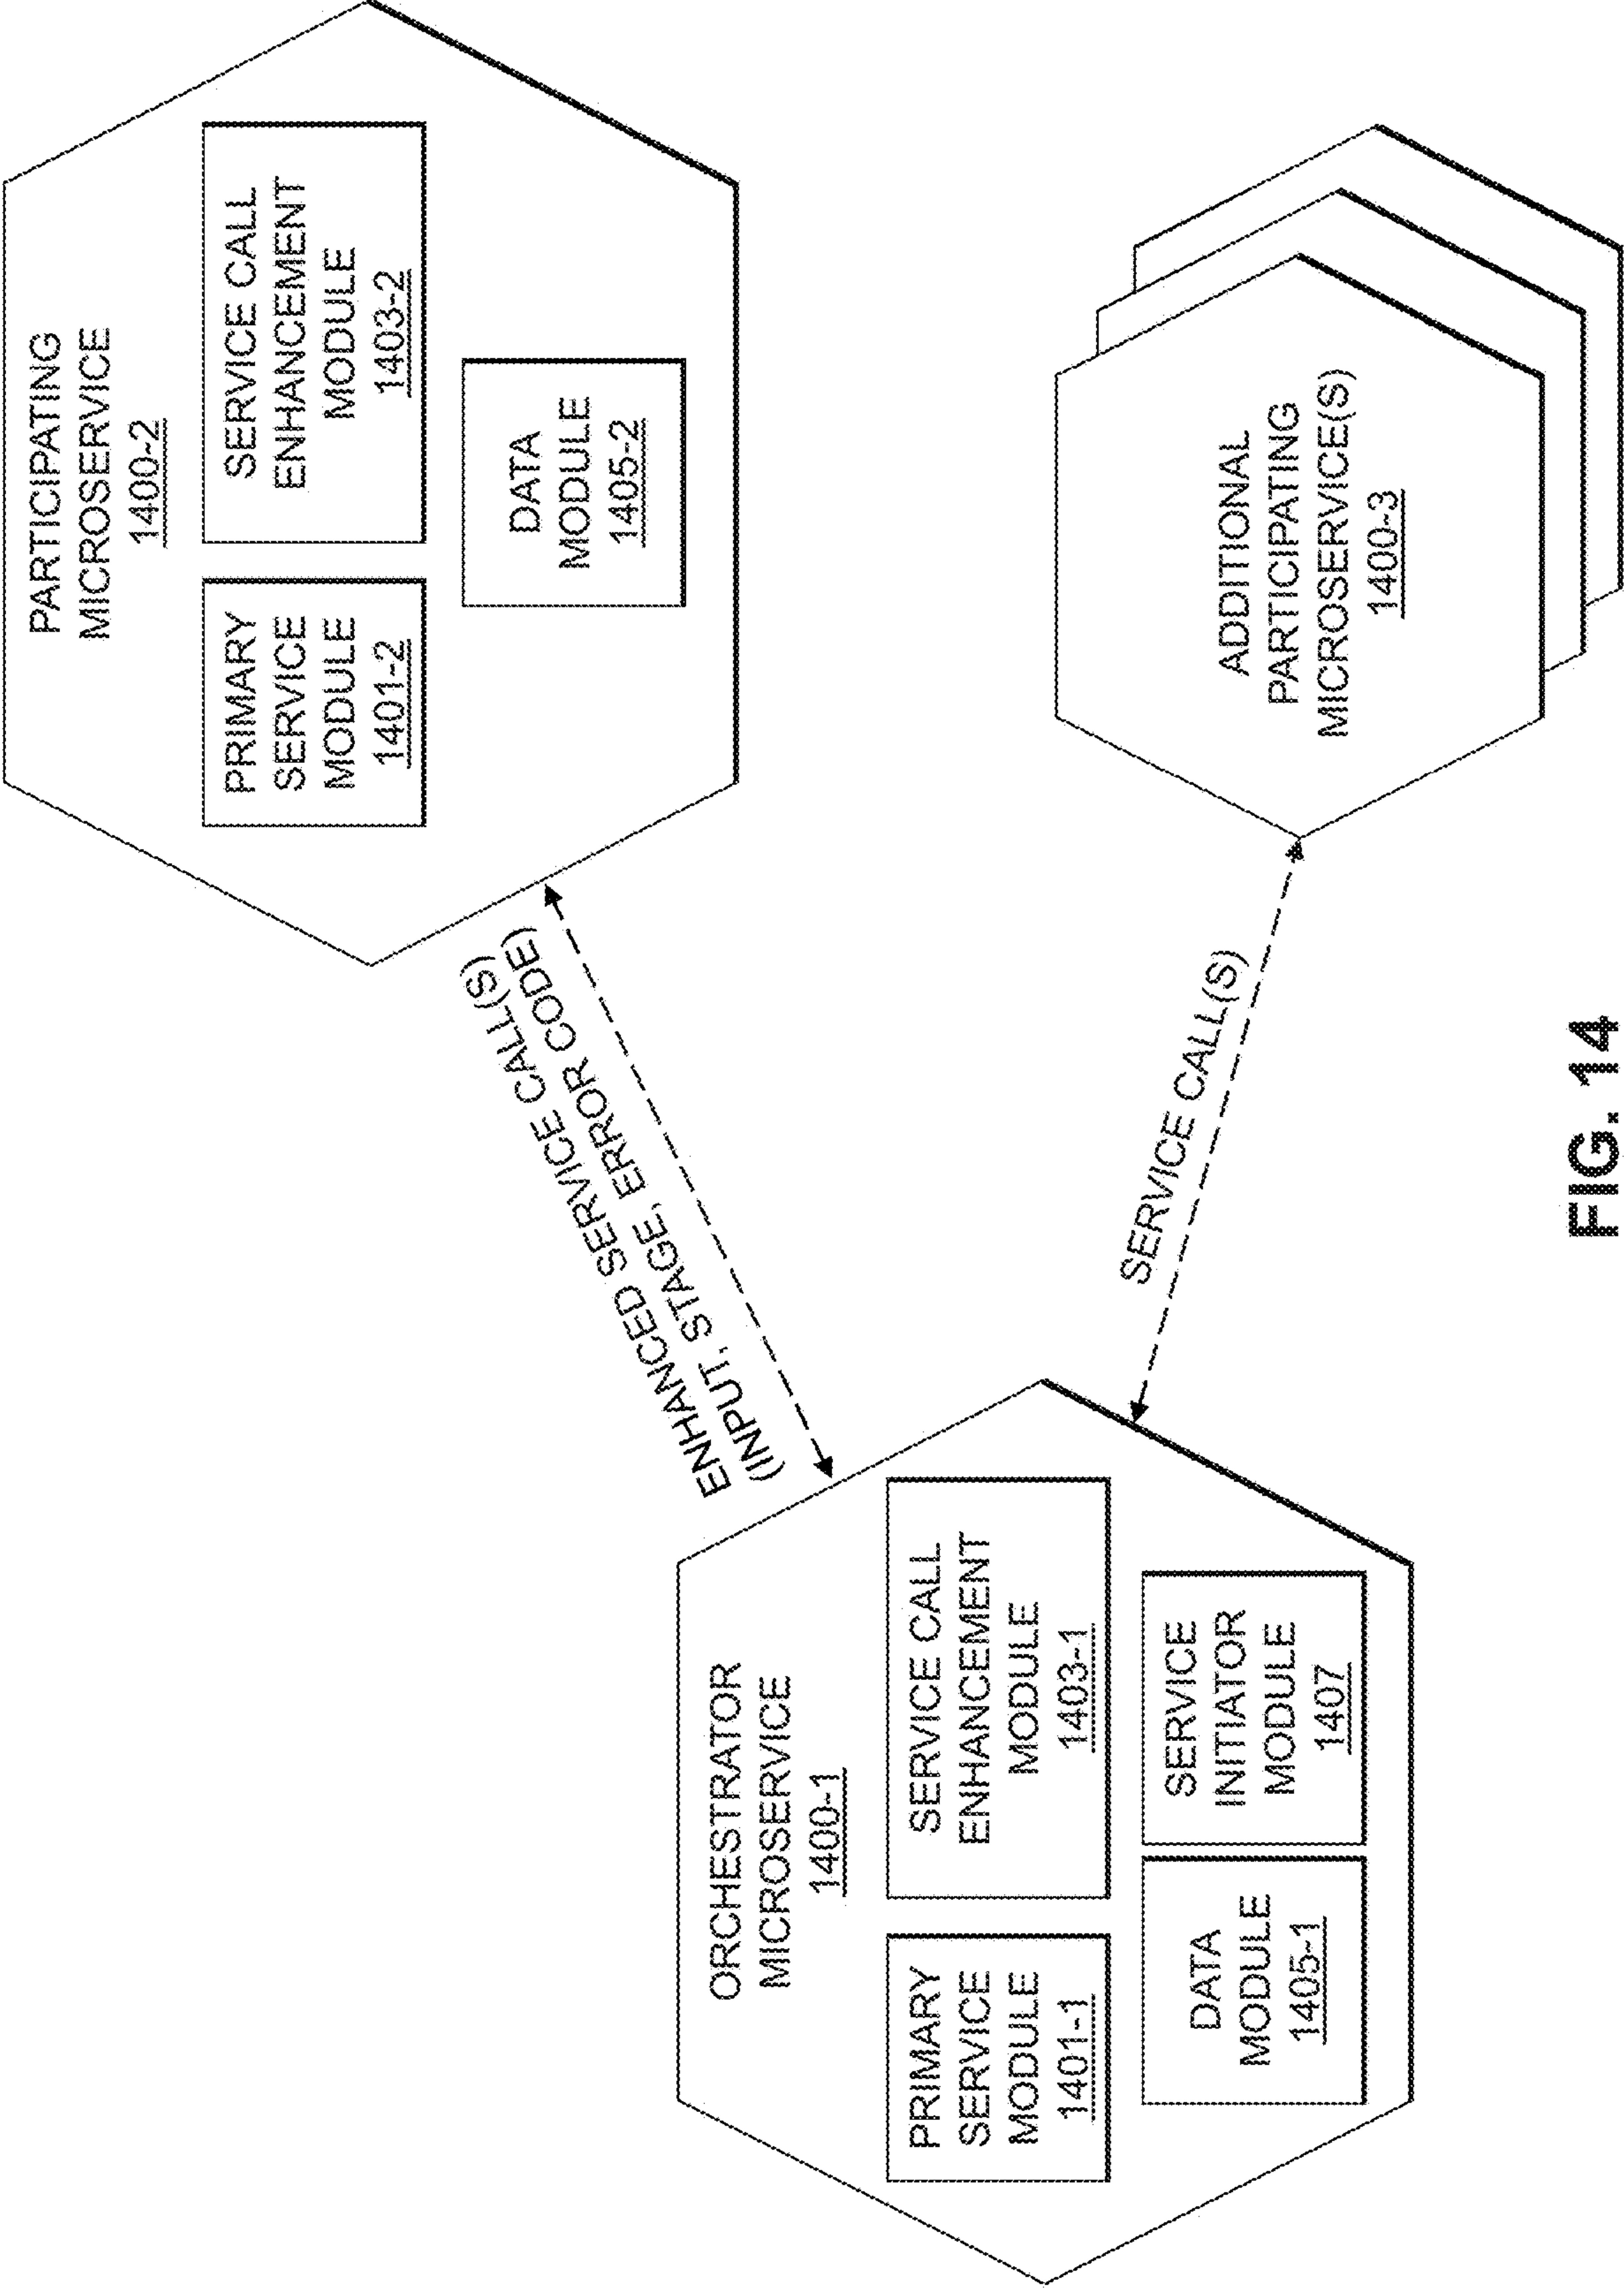 ORCHESTRATOR
MICROSERVICE
1400-1
PRIMARY
SERVICE
MODULE
1401-1
SERVICE CALL
ENHANCEMENT
MODULE
1403-1
DATA
MODULE
1405-1
SERVICE
INITIATOR
MODULE
1407
ENHANCED SERVICE CALL(S)
(INPUT, STAGE, ERROR CODE)
PARTICIPATING
MICROSERVICE
1400-2
PRIMARY
SERVICE
MODULE
1401-2
SERVICE CALL
ENHANCEMENT
MODULE
1403-2
DATA
MODULE
1405-2
SERVICE CALL(S)
ADDITIONAL
PARTICIPATING
MICROSERVICE(S)
1400-3
FIG. 14